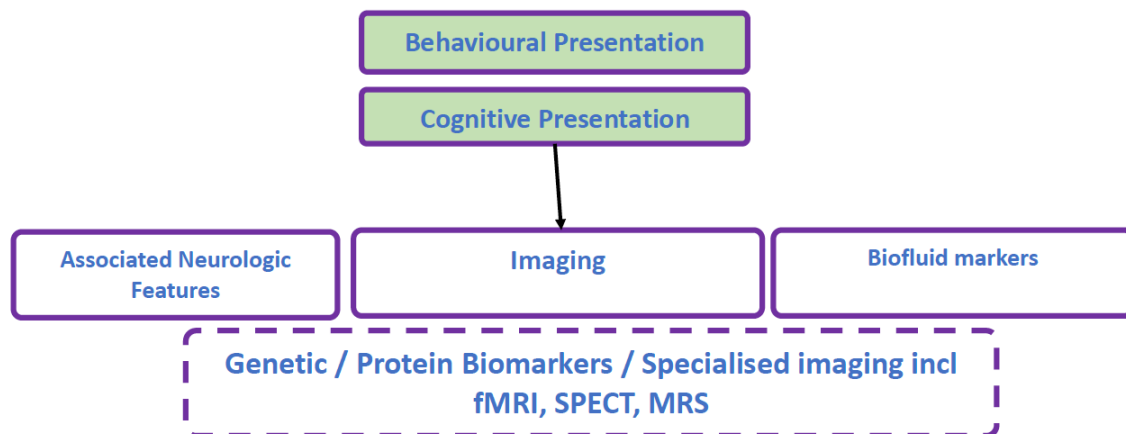 Behavioural Presentation
Cognitive Presentation
Associated Neurologic
Features
Imaging
Biofluid markers
Genetic / Protein Biomarkers / Specialised imaging incl
fMRI, SPECT, MRS